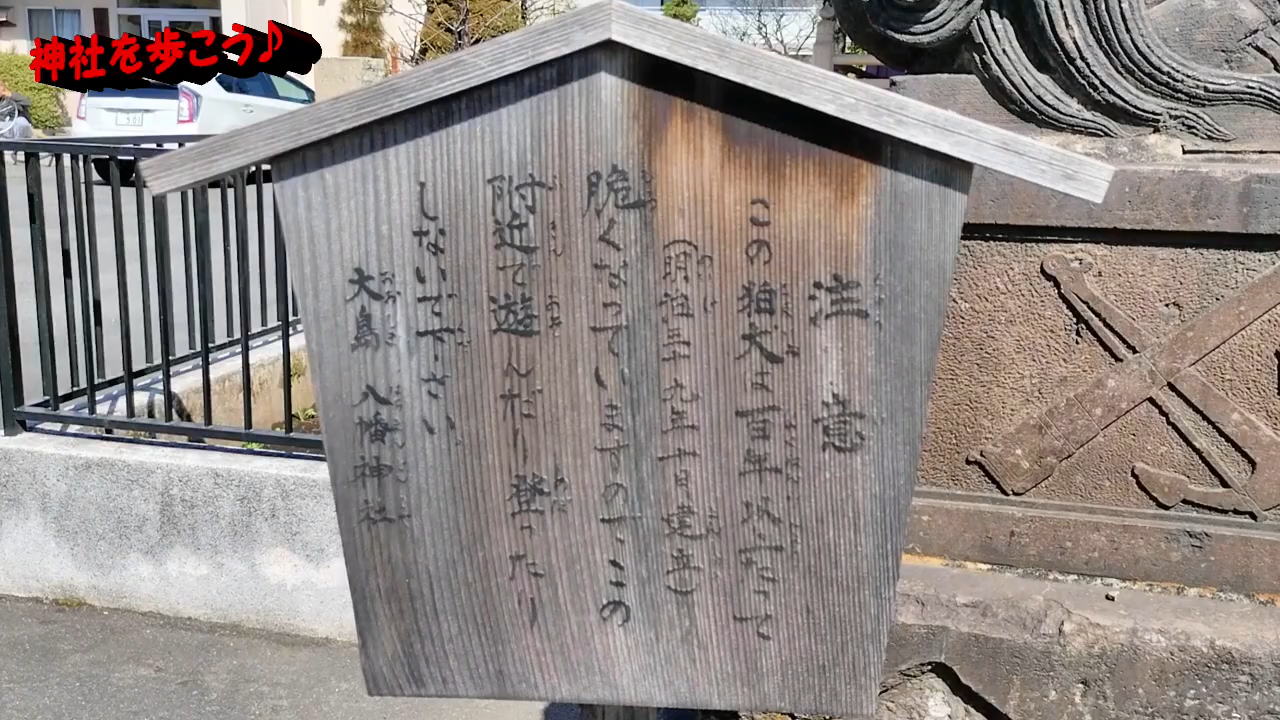 神社を歩こう♪
注意
この狛犬は百年以上たって
(明治三十九年十月建立)
脆くなっていますのでこの
附近で遊んだり登ったり
しないで下さい
大島八幡神社